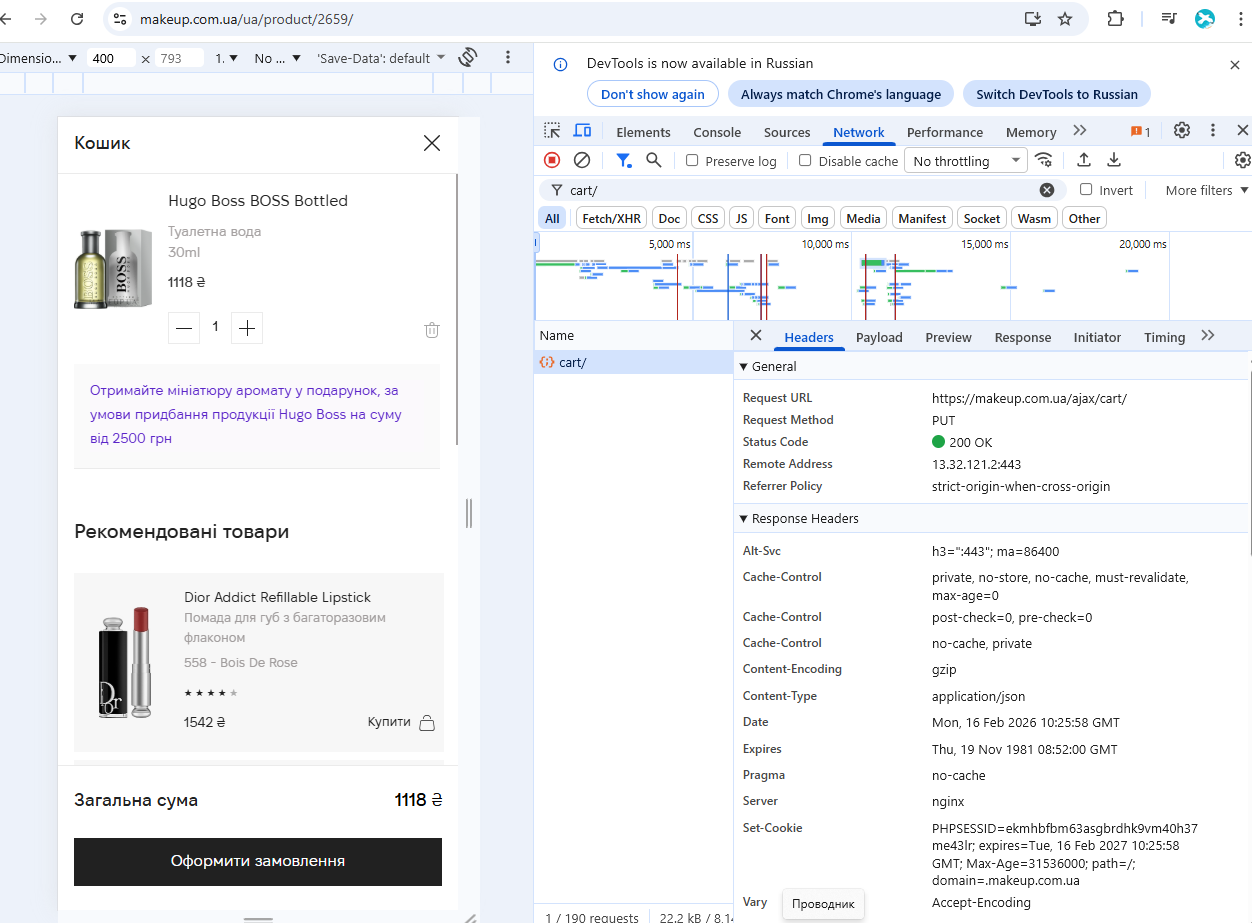 makeup.com.ua/ua/product/2659/
Dimensio... ▼ 400 × 793 1. ▼ No ... ▼ 'Save-Data': default
Кошик
Hugo Boss BOSS Bottled
Туалетна вода
30ml
1118 ₴
— 1 +
Отримайте мініатюру аромату у подарунок, за
умови придбання продукції Hugo Boss на суму
від 2500 грн
Рекомендовані товари
Dior Addict Refillable Lipstick
Помада для губ з багаторазовим
флаконом
558 - Bois De Rose
★ ★ ★ ★ ★
1542 ₴ Купити
Загальна сума 1118 ₴
Оформити замовлення
DevTools is now available in Russian
Don't show again Always match Chrome's language Switch DevTools to Russian
Elements Console Sources Network Performance Memory 1
Preserve log Disable cache No throttling
cart/ Invert More filters
All Fetch/XHR Doc CSS JS Font Img Media Manifest Socket Wasm Other
5,000 ms 10,000 ms 15,000 ms 20,000 ms
Name
cart/
Headers Payload Preview Response Initiator Timing
General
Request URL https://makeup.com.ua/ajax/cart/
Request Method PUT
Status Code 200 OK
Remote Address 13.32.121.2:443
Referrer Policy strict-origin-when-cross-origin
Response Headers
Alt-Svc h3=":443"; ma=86400
Cache-Control private, no-store, no-cache, must-revalidate,
max-age=0
Cache-Control post-check=0, pre-check=0
Cache-Control no-cache, private
Content-Encoding gzip
Content-Type application/json
Date Mon, 16 Feb 2026 10:25:58 GMT
Expires Thu, 19 Nov 1981 08:52:00 GMT
Pragma no-cache
Server nginx
Set-Cookie PHPSESSID=ekmhbfbm63asgbrdhk9vm40h37
me43lr; expires=Tue, 16 Feb 2027 10:25:58
GMT; Max-Age=31536000; path=/;
domain=.makeup.com.ua
Vary Accept-Encoding
Проводник
1 / 190 requests 22.2 kB / 8.14